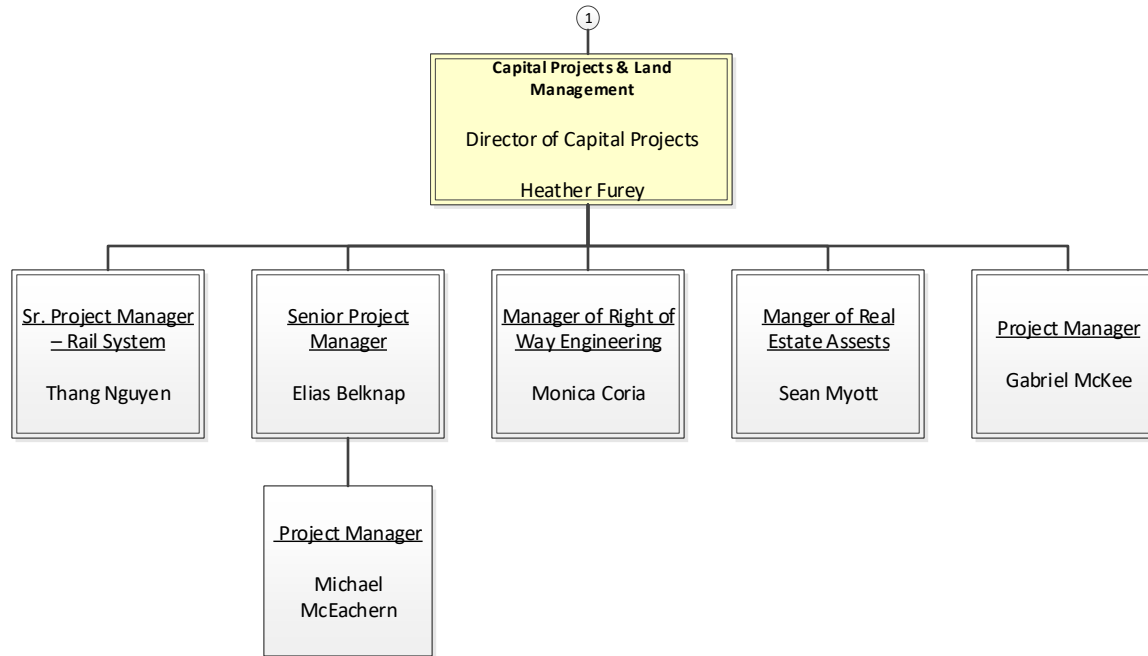 1
Capital Projects & Land
Management
Director of Capital Projects
Heather Furey
Sr. Project Manager
– Rail System
Thang Nguyen
Senior Project
Manager
Elias Belknap
Manager of Right of
Way Engineering
Monica Coria
Manger of Real
Estate Assests
Sean Myott
Project Manager
Gabriel McKee
Project Manager
Michael
McEachern